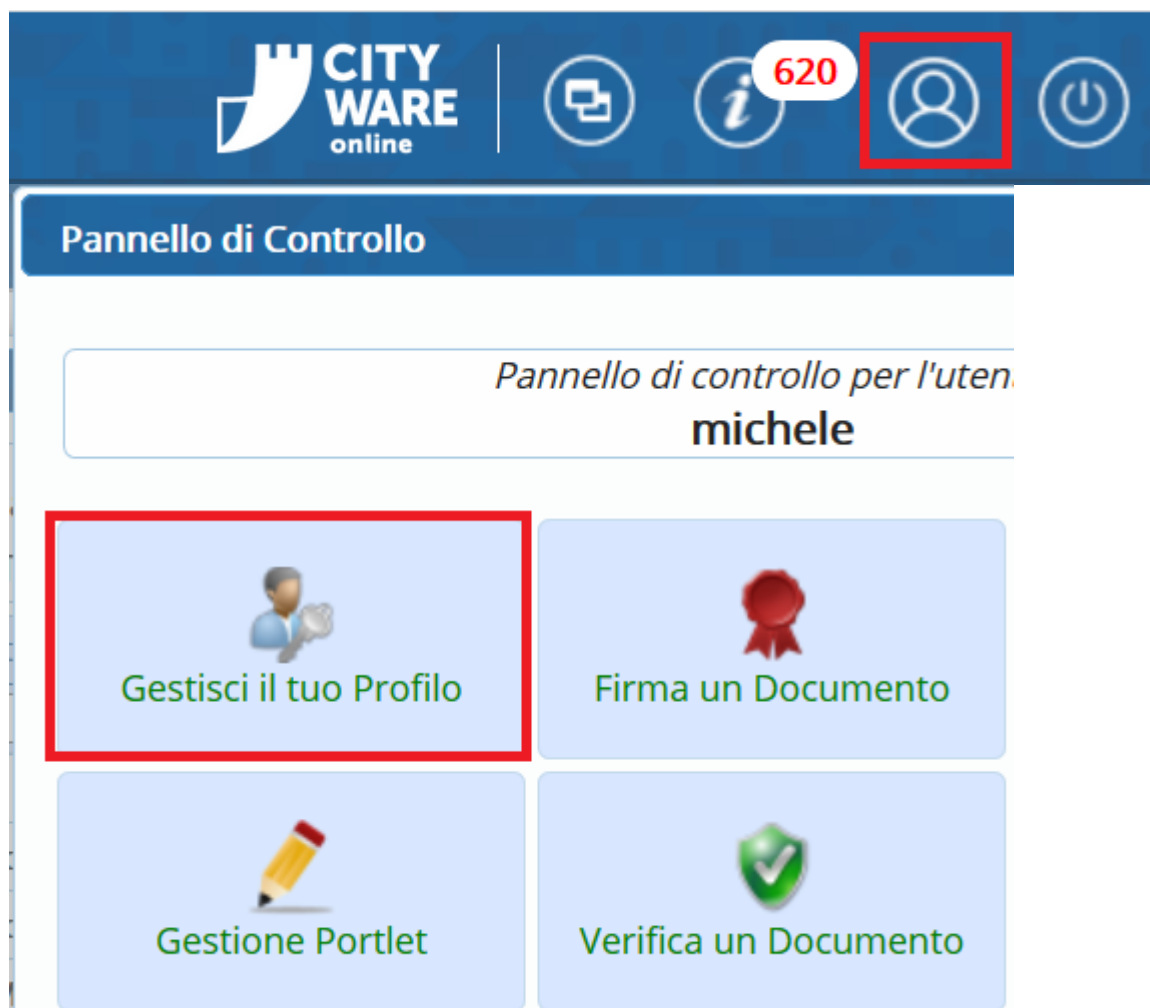 CITY
WARE
online
i
620
Pannello di Controllo
Pannello di controllo per l'uten
michele
Gestisci il tuo Profilo
Firma un Documento
Gestione Portlet
Verifica un Documento